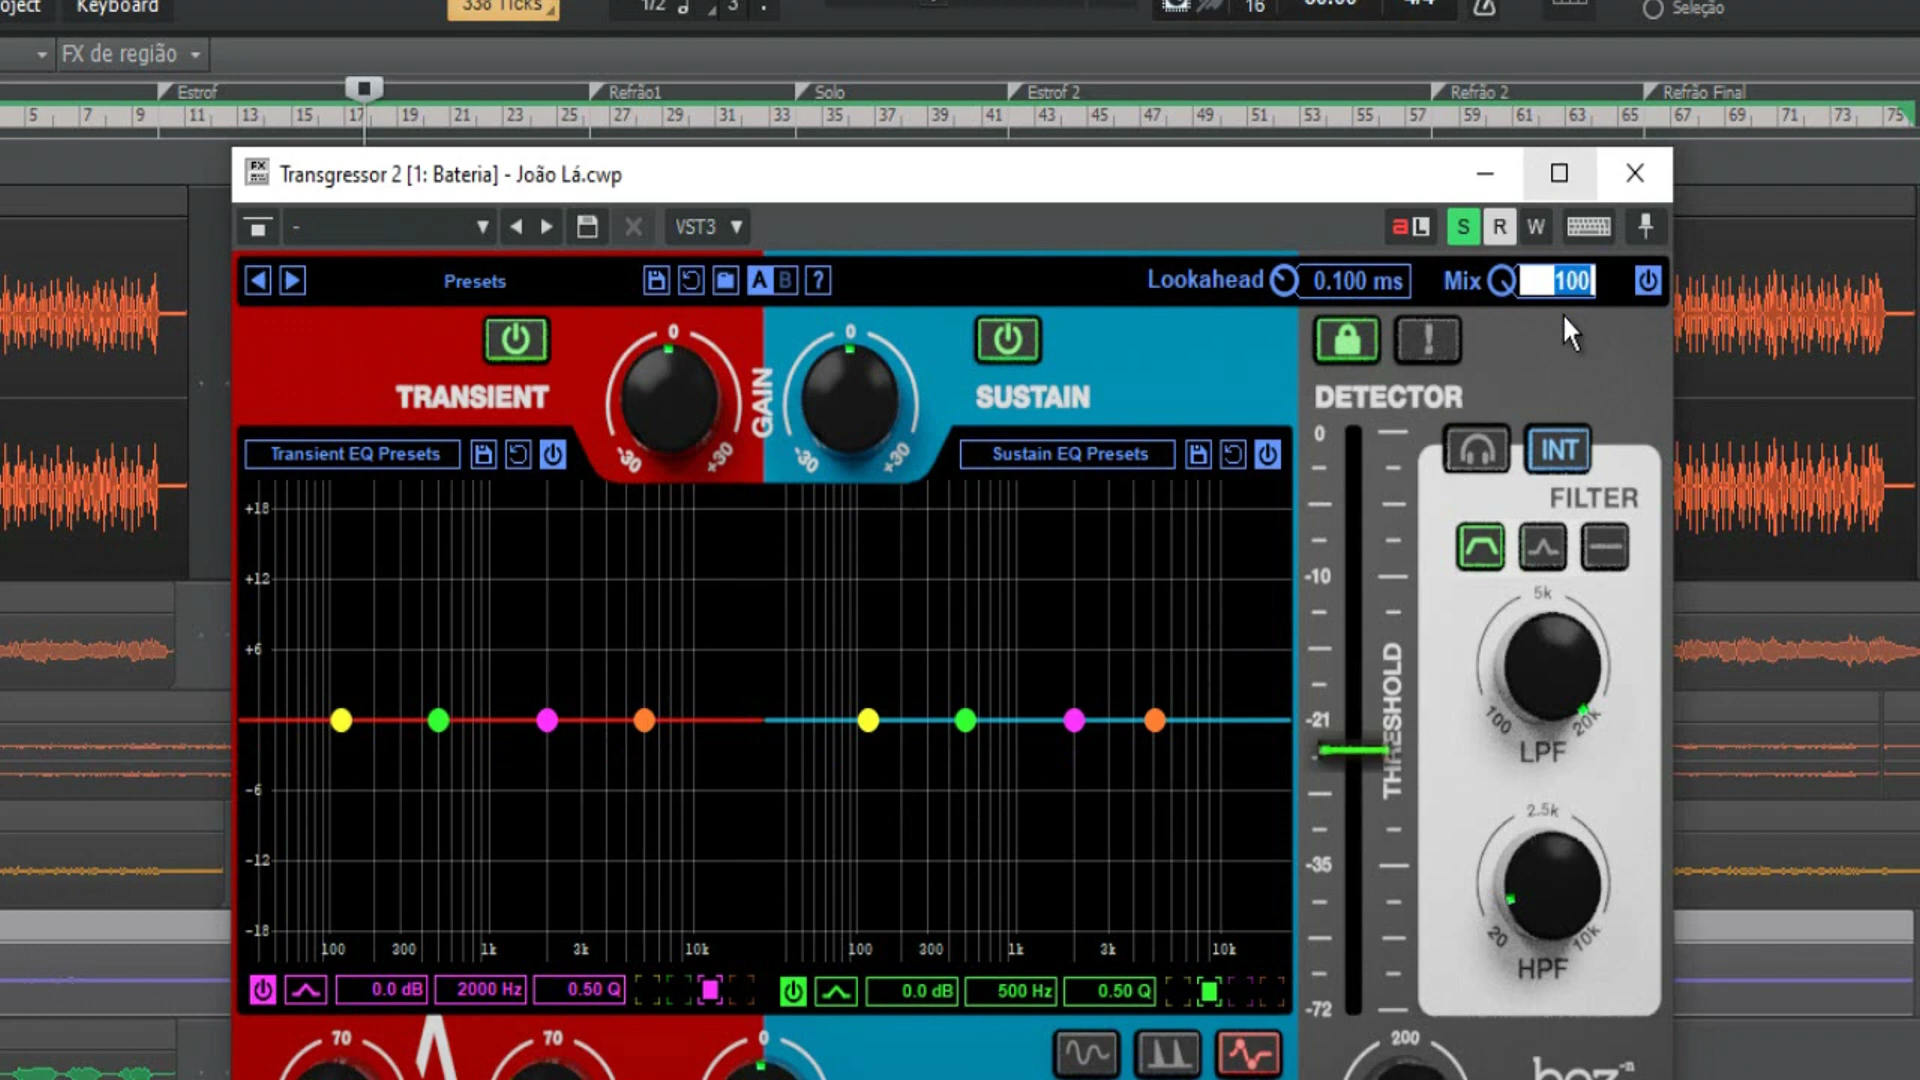 oject Keyboard 338 Ticks 1/2 3 16 4/4 Seleção
FX de região
Estrof Refrão1 Solo Estrof 2 Refrão 2 Refrão Final
5 7 9 11 13 15 17 19 21 23 25 27 29 31 33 35 37 39 41 43 45 47 49 51 53 55 57 59 61 63 65 67 69 71 73 75
FX Transgressor 2 [1: Bateria] - João Lá.cwp
- VST3 a L S R W
Presets A B ? Lookahead 0.100 ms Mix 100
0 0
TRANSIENT GAIN SUSTAIN DETECTOR
-30 +30 -30 +30
0
Transient EQ Presets Sustain EQ Presets INT
FILTER
+18
+12 -10
5k
+6
THRESHOLD
-21
100 20k
LPF
-6
2.5k
-12 -35
-18
20 10k
100 300 1k 3k 10k 100 300 1k 3k 10k
HPF
0.0 dB 2000 Hz 0.50 Q 0.0 dB 500 Hz 0.50 Q
-72
70 70 0 200
boz